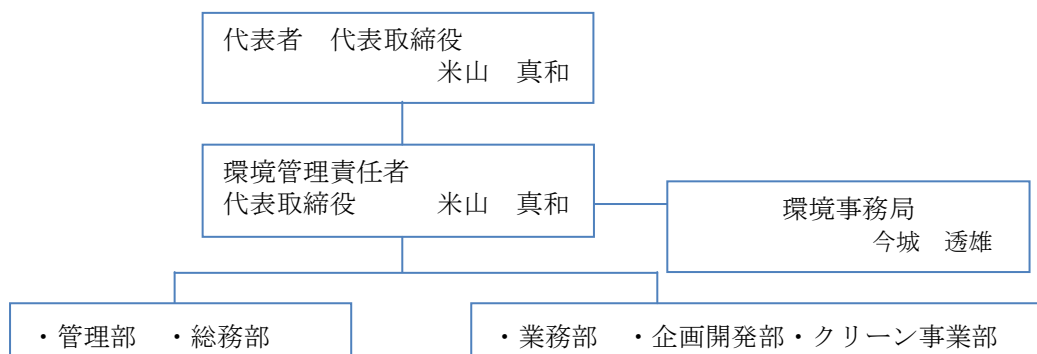 代表者　代表取締役
米山　真和
環境管理責任者
代表取締役　　　米山　真和
環境事務局
今城　透雄
・管理部　・総務部
・業務部　・企画開発部・クリーン事業部